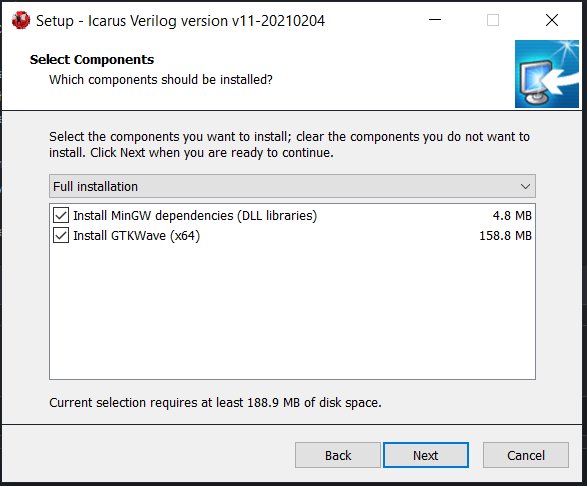 Setup - Icarus Verilog version v11-20210204
Select Components
Which components should be installed?
Select the components you want to install; clear the components you do not want to
install. Click Next when you are ready to continue.
Full installation
Install MinGW dependencies (DLL libraries) 4.8 MB
Install GTKWave (x64) 158.8 MB
Current selection requires at least 188.9 MB of disk space.
Back Next Cancel